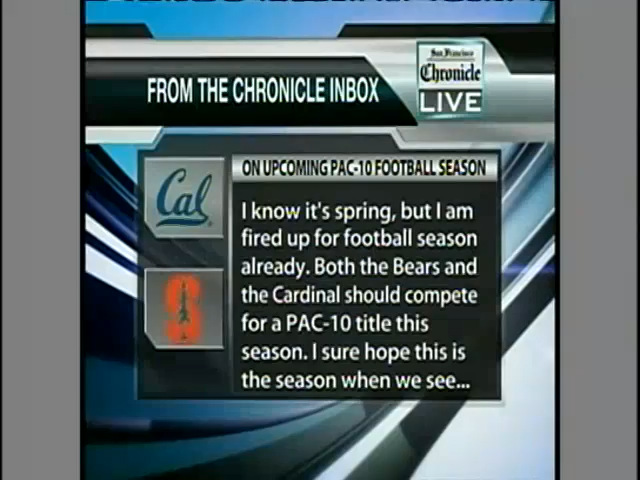 San Francisco
Chronicle
LIVE
FROM THE CHRONICLE INBOX
ON UPCOMING PAC-10 FOOTBALL SEASON
Cal
S
I know it's spring, but I am
fired up for football season
already. Both the Bears and
the Cardinal should compete
for a PAC-10 title this
season. I sure hope this is
the season when we see...